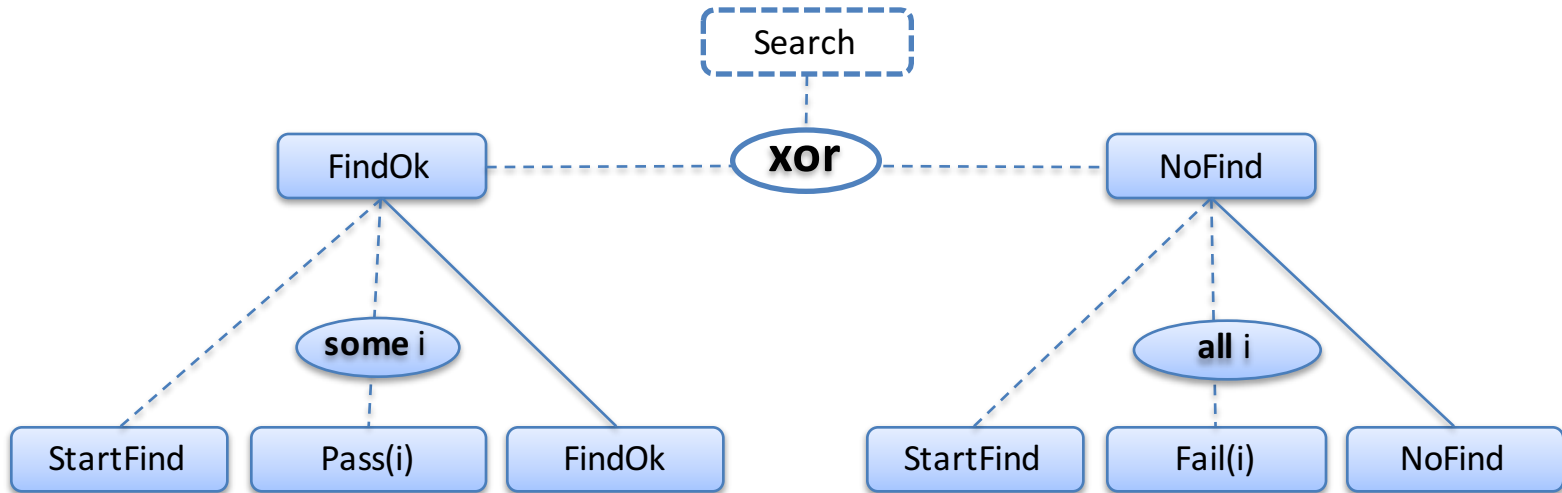 Search
xor
FindOk
NoFind
some i
all i
StartFind
Pass(i)
FindOk
StartFind
Fail(i)
NoFind